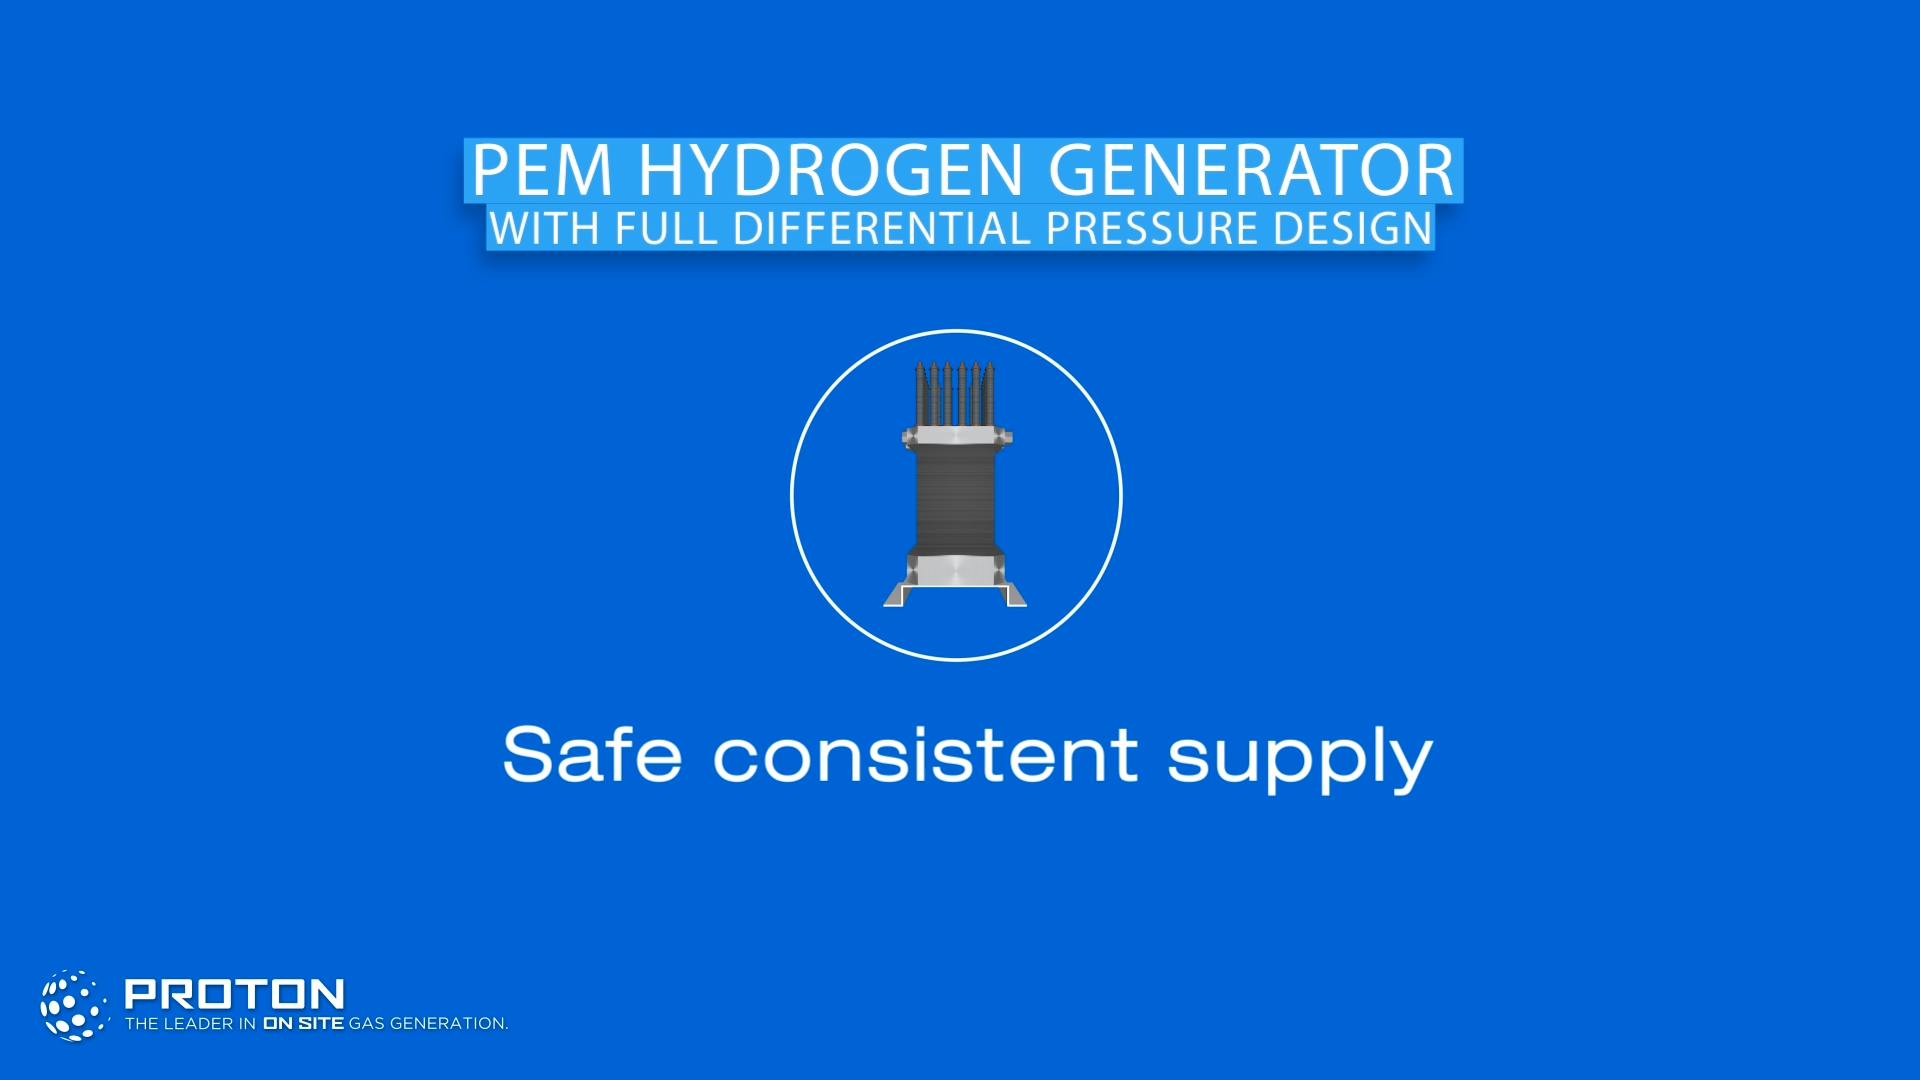 PEM HYDROGEN GENERATOR
WITH FULL DIFFERENTIAL PRESSURE DESIGN
Safe consistent supply
PROTON
THE LEADER IN ON SITE GAS GENERATION.